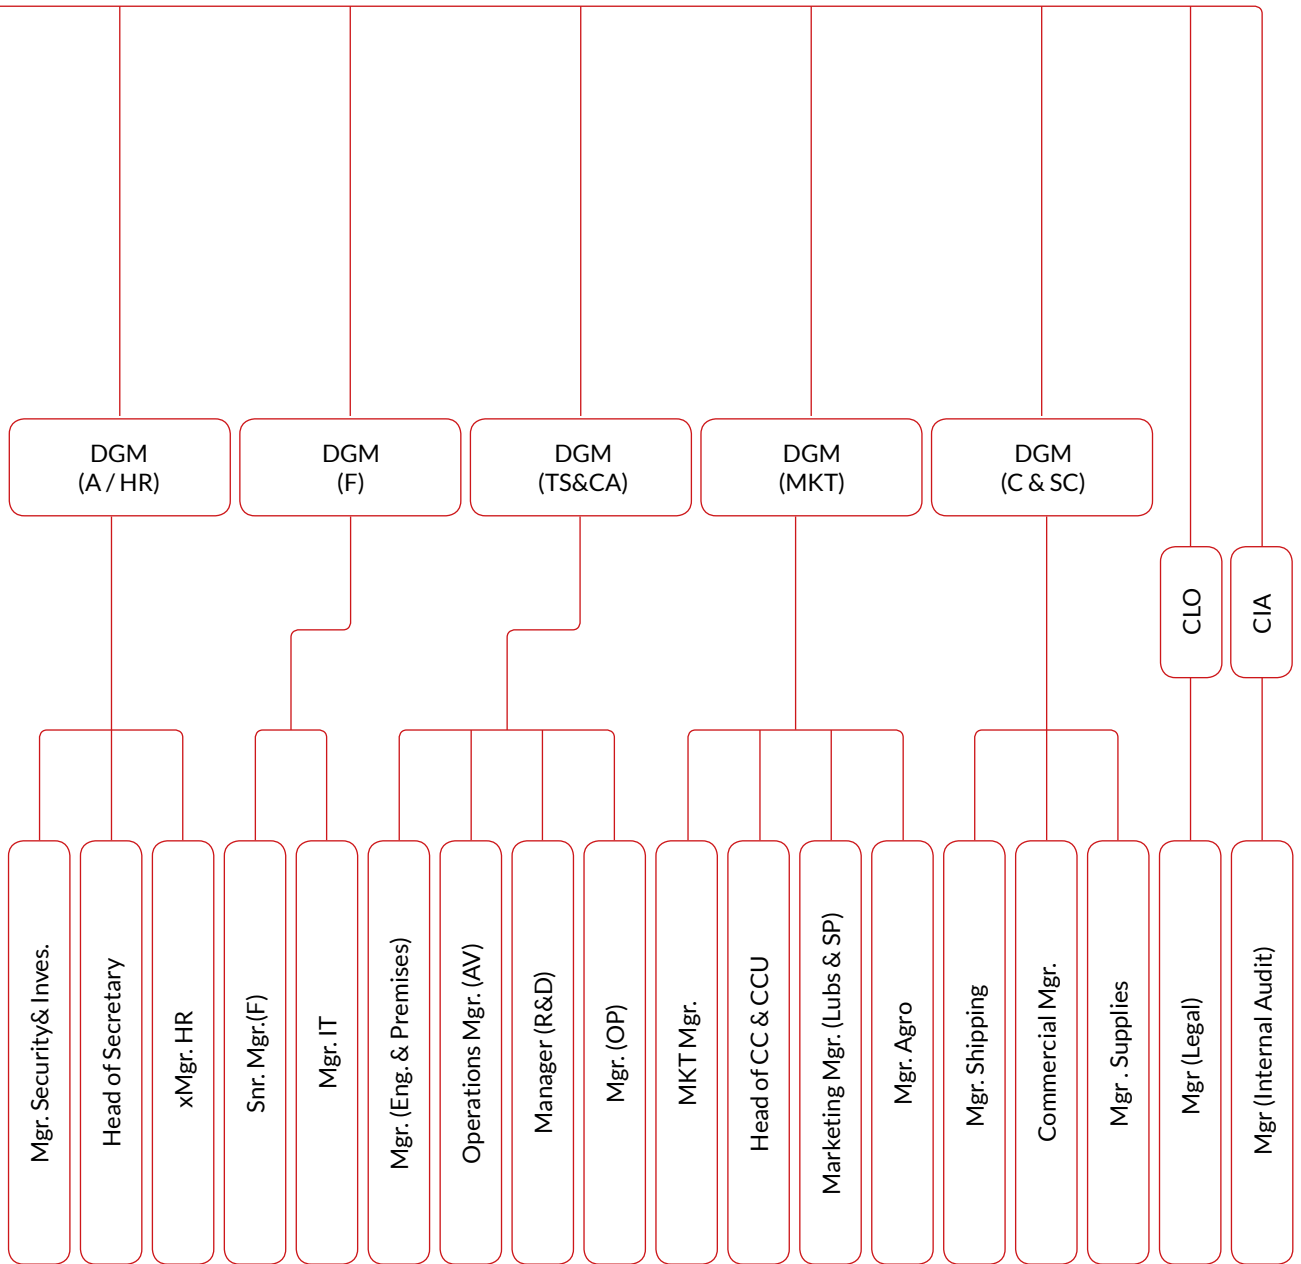 DGM
(A / HR)
DGM
(F)
DGM
(TS&CA)
DGM
(MKT)
DGM
(C & SC)
CLO
CIA
Mgr. Security& Inves.
Head of Secretary
xMgr. HR
Snr. Mgr.(F)
Mgr. IT
Mgr. (Eng. & Premises)
Operations Mgr. (AV)
Manager (R&D)
Mgr. (OP)
MKT Mgr.
Head of CC & CCU
Marketing Mgr. (Lubs & SP)
Mgr. Agro
Mgr. Shipping
Commercial Mgr.
Mgr . Supplies
Mgr (Legal)
Mgr (Internal Audit)